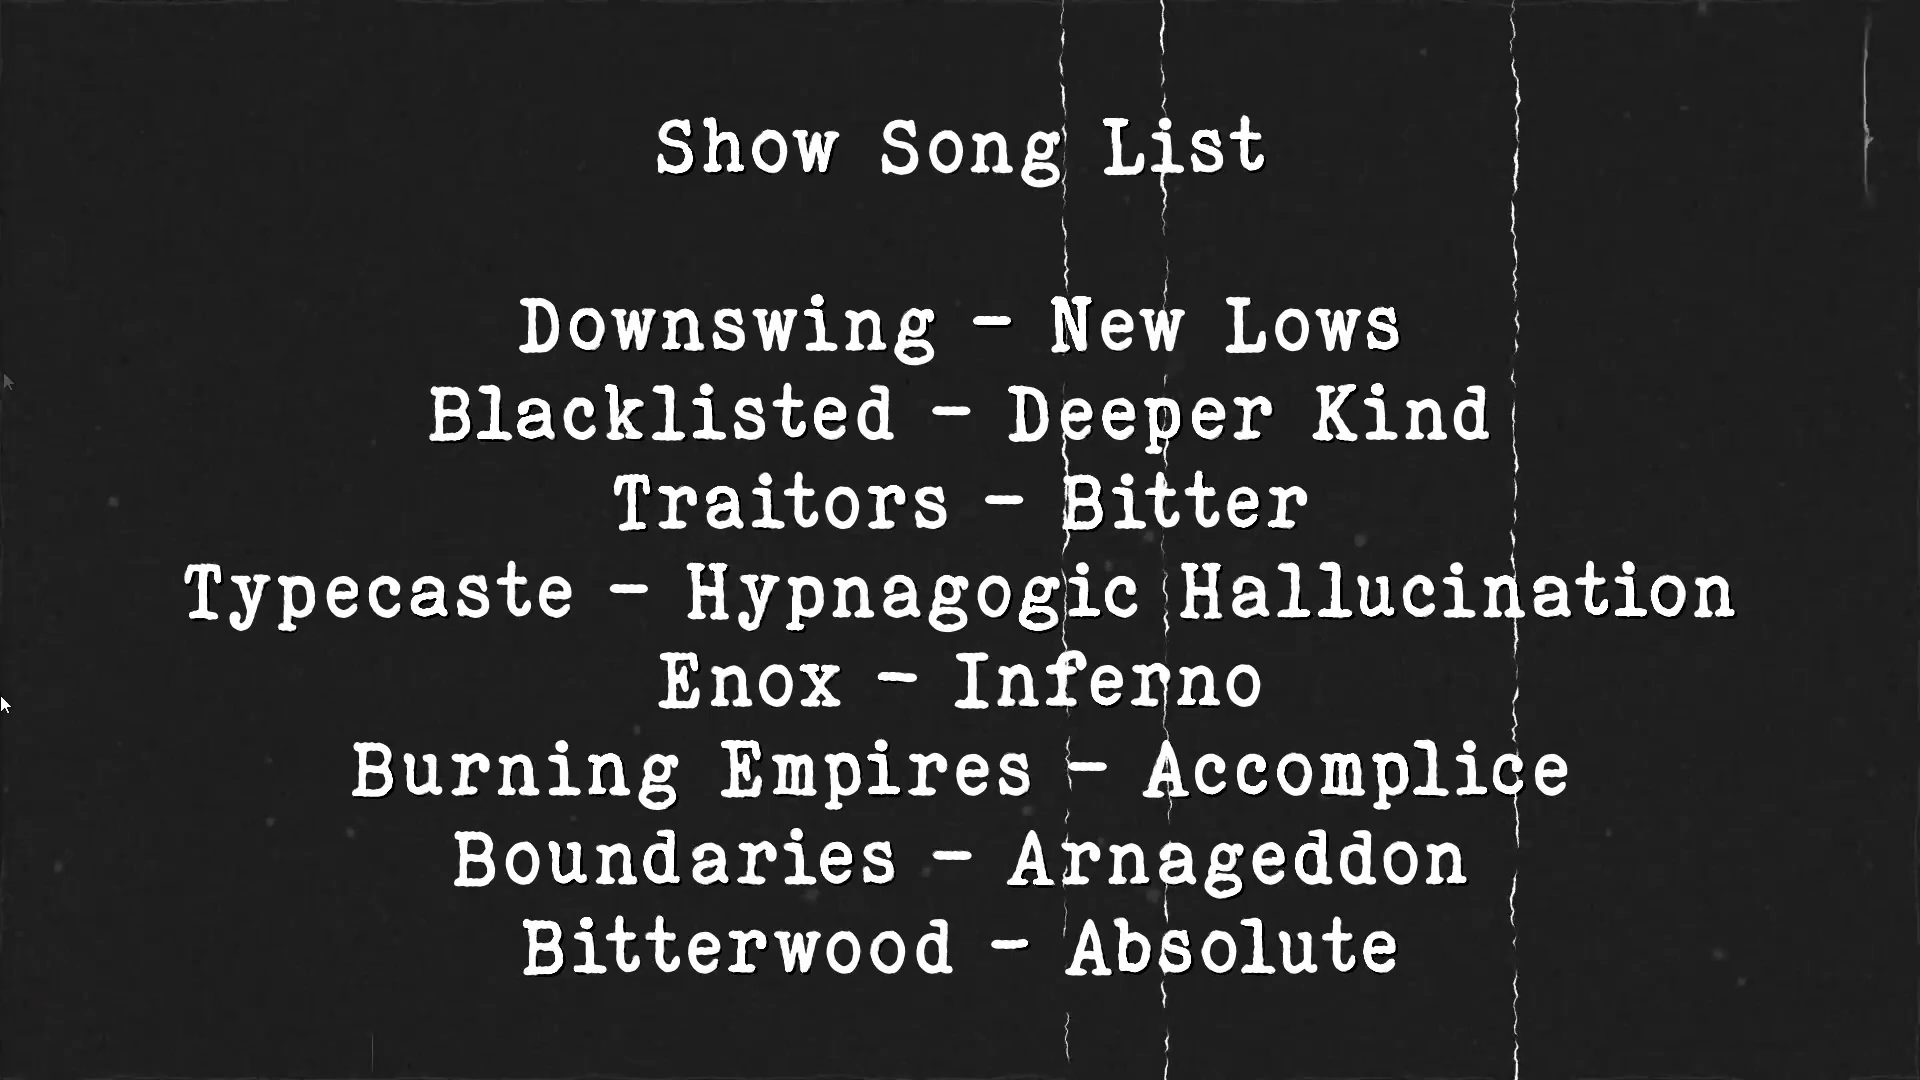 Show Song List
Downswing - New Lows
Blacklisted - Deeper Kind
Traitors - Bitter
Typecaste - Hypnagogic Hallucination
Enox - Inferno
Burning Empires - Accomplice
Boundaries - Arnageddon
Bitterwood - Absolute